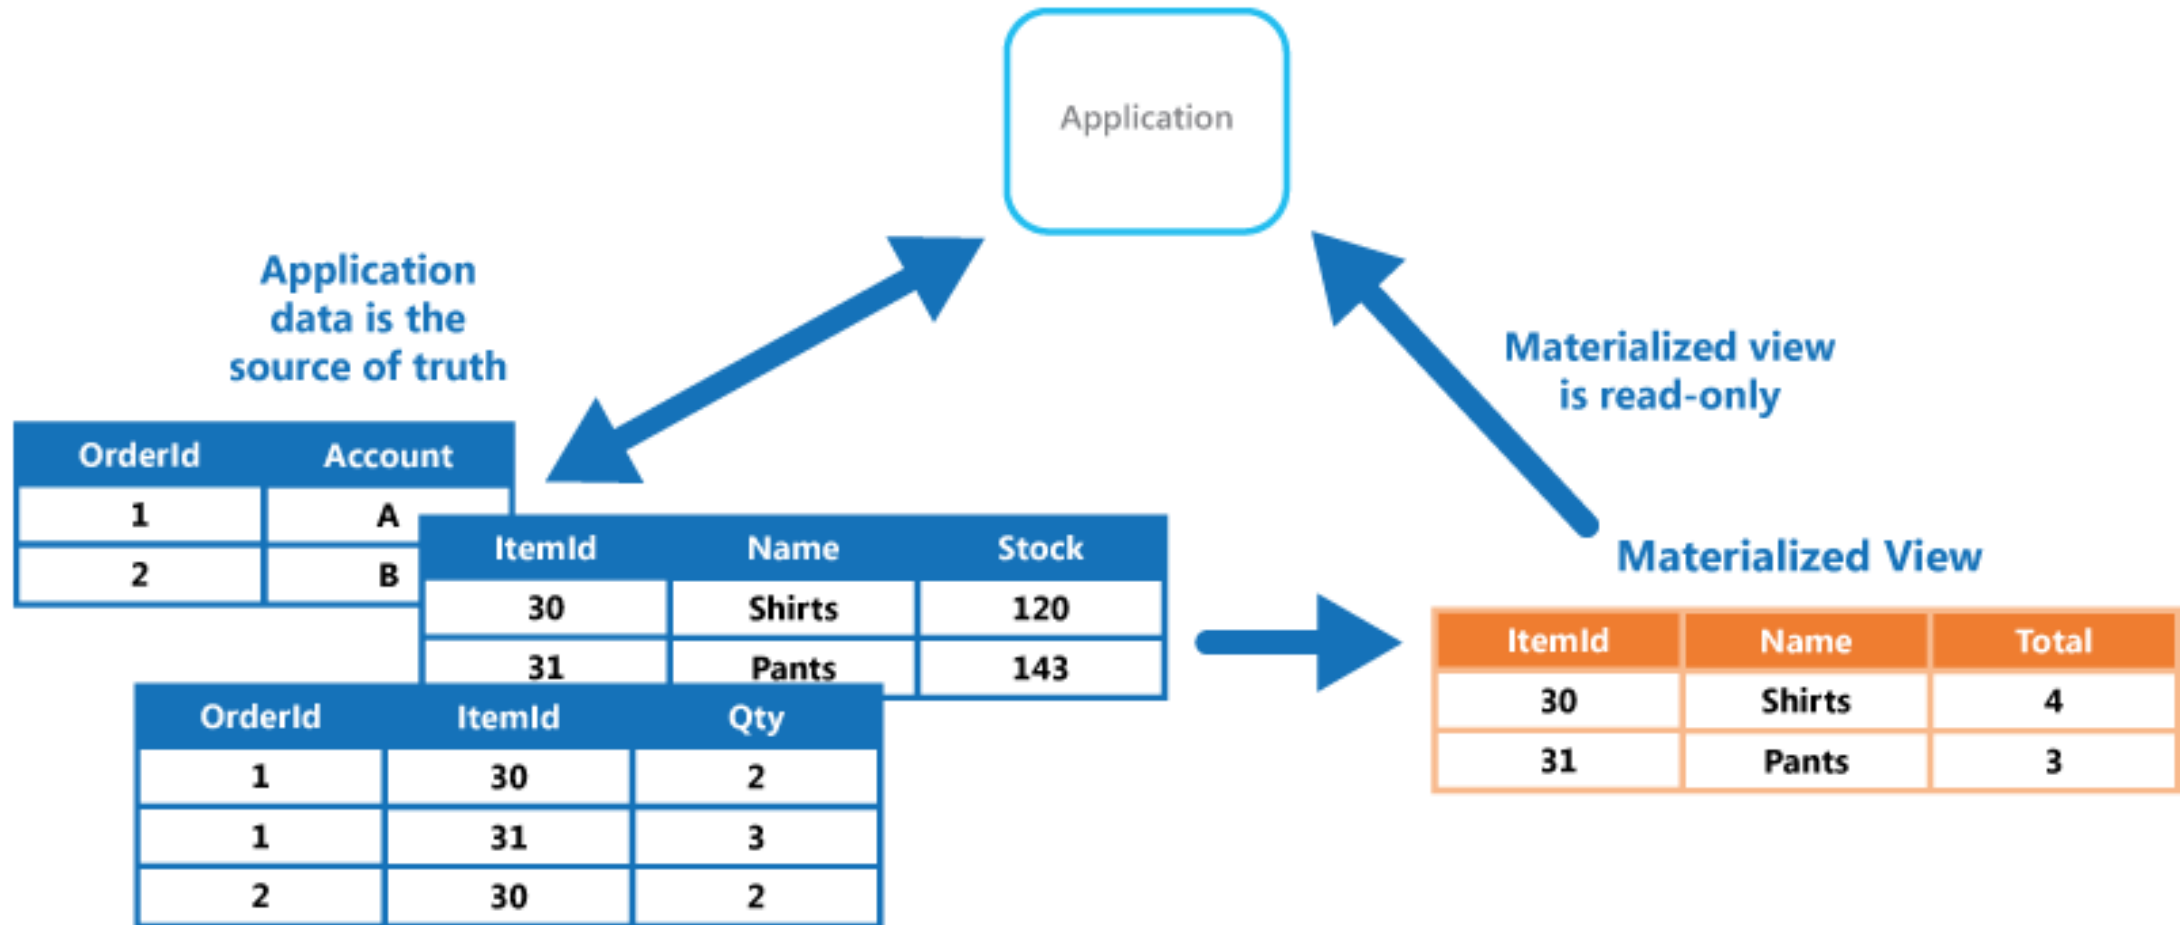 Application
Application
data is the
source of truth
Materialized view
is read-only
OrderId Account
1 A
2 B
ItemId Name Stock
30 Shirts 120
31 Pants 143
OrderId ItemId Qty
1 30 2
1 31 3
2 30 2
Materialized View
ItemId Name Total
30 Shirts 4
31 Pants 3